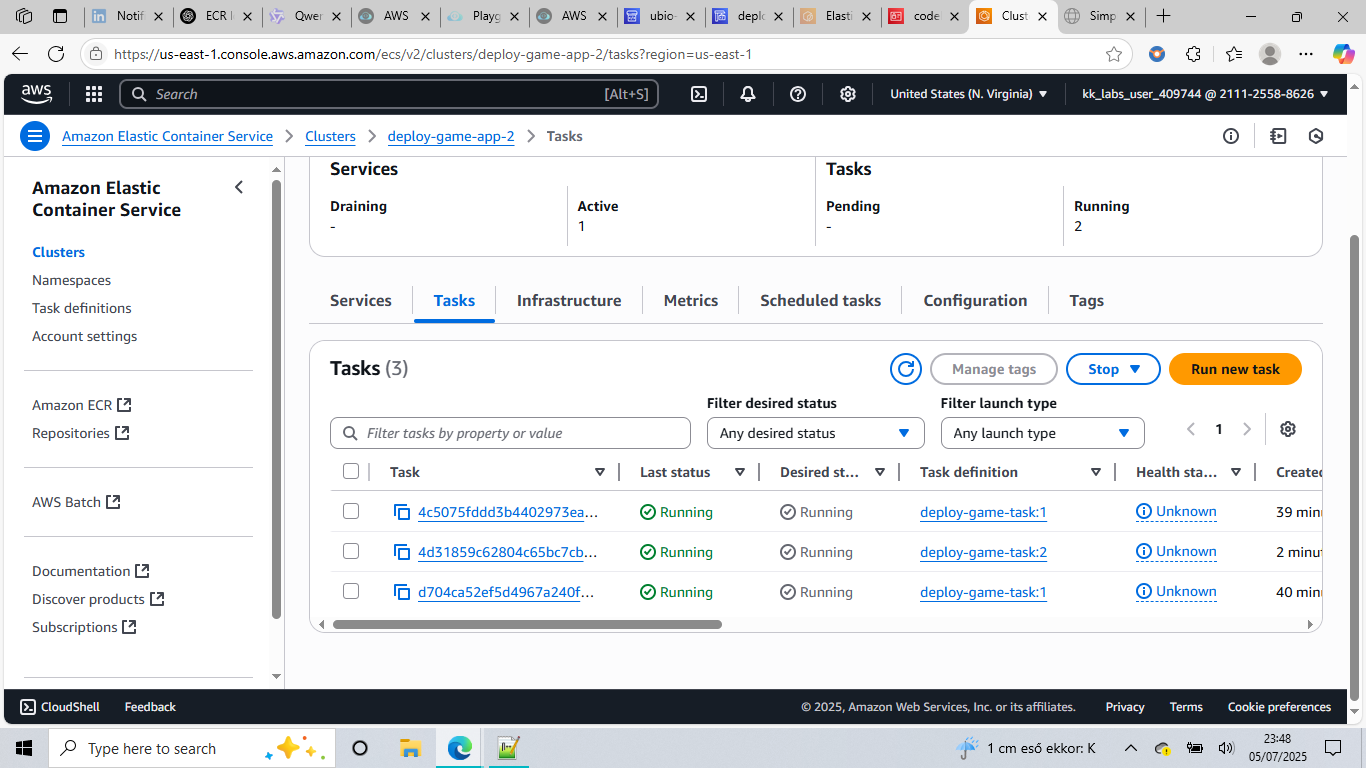 Notif
ECR I
Qwer
AWS
Playg
AWS
ubio-
deplo
Elasti
code
Clust
Simp
https://us-east-1.console.aws.amazon.com/ecs/v2/clusters/deploy-game-app-2/tasks?region=us-east-1
aws
Search
[Alt+S]
United States (N. Virginia)
kk_labs_user_409744 @ 2111-2558-8626
Amazon Elastic Container Service
Clusters
deploy-game-app-2
Tasks
Amazon Elastic
Container Service
Clusters
Namespaces
Task definitions
Account settings
Amazon ECR
Repositories
AWS Batch
Documentation
Discover products
Subscriptions
Services
Tasks
Draining
Active
Pending
Running
-
1
-
2
Services
Tasks
Infrastructure
Metrics
Scheduled tasks
Configuration
Tags
Tasks (3)
Manage tags
Stop
Run new task
Filter desired status
Filter launch type
Filter tasks by property or value
Any desired status
Any launch type
1
Task
Last status
Desired st...
Task definition
Health sta...
Created
4c5075fddd3b4402973ea...
Running
Running
deploy-game-task:1
Unknown
39 minu
4d31859c62804c65bc7cb...
Running
Running
deploy-game-task:2
Unknown
2 minut
d704ca52ef5d4967a240f...
Running
Running
deploy-game-task:1
Unknown
40 minu
CloudShell
Feedback
© 2025, Amazon Web Services, Inc. or its affiliates.
Privacy
Terms
Cookie preferences
Type here to search
1 cm eső ekkor: K
23:48
05/07/2025